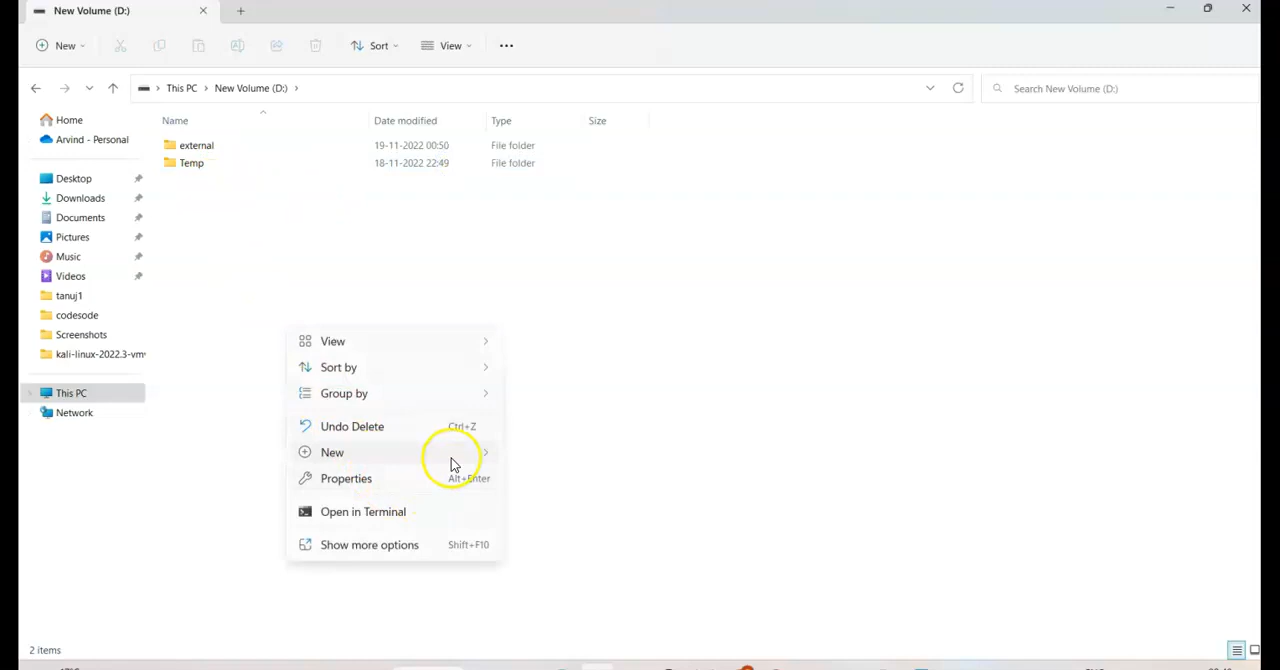 New Volume (D:)
New
Sort
View
This PC
New Volume (D:)
Search New Volume (D:)
Name
Date modified
Type
Size
external
19-11-2022 00:50
File folder
Temp
18-11-2022 22:49
File folder
Home
Arvind - Personal
Desktop
Downloads
Documents
Pictures
Music
Videos
tanuj1
codesode
Screenshots
kali-linux-2022.3-vm
This PC
Network
View
Sort by
Group by
Undo Delete Ctrl+Z
New
Properties Alt+Enter
Open in Terminal
Show more options Shift+F10
2 items